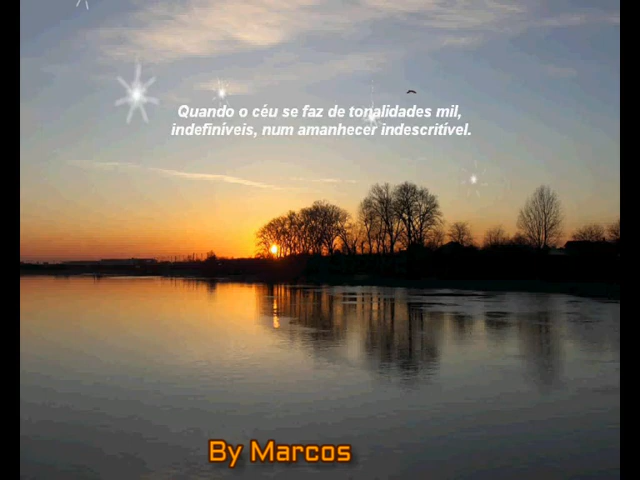 Quando o céu se faz de tonalidades mil,
indefiníveis, num amanhecer indescritível.
By Marcos